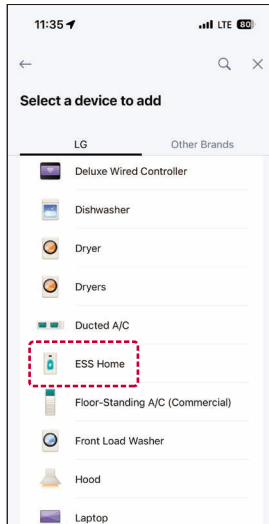 11:35 LTE 80
Select a device to add
LG Other Brands
Deluxe Wired Controller
Dishwasher
Dryer
Dryers
Ducted A/C
ESS Home
Floor-Standing A/C (Commercial)
Front Load Washer
Hood
Laptop